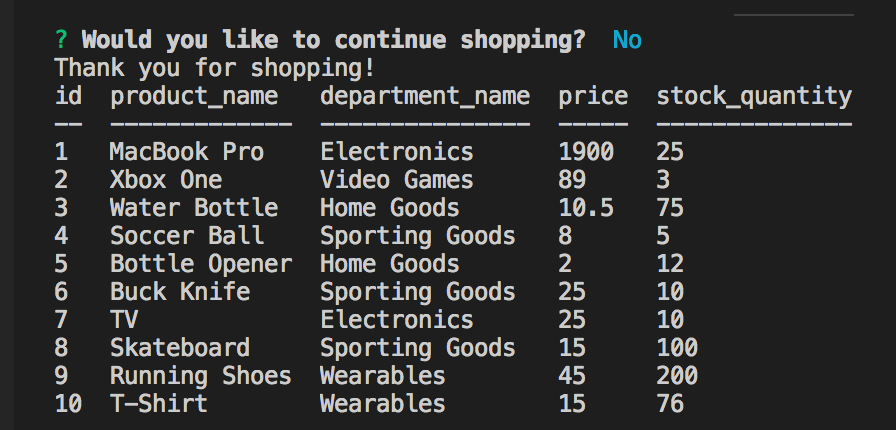 ? Would you like to continue shopping? No
Thank you for shopping!
id product_name department_name price stock_quantity
-- ------------- --------------- ----- --------------
1 MacBook Pro Electronics 1900 25
2 Xbox One Video Games 89 3
3 Water Bottle Home Goods 10.5 75
4 Soccer Ball Sporting Goods 8 5
5 Bottle Opener Home Goods 2 12
6 Buck Knife Sporting Goods 25 10
7 TV Electronics 25 10
8 Skateboard Sporting Goods 15 100
9 Running Shoes Wearables 45 200
10 T-Shirt Wearables 15 76